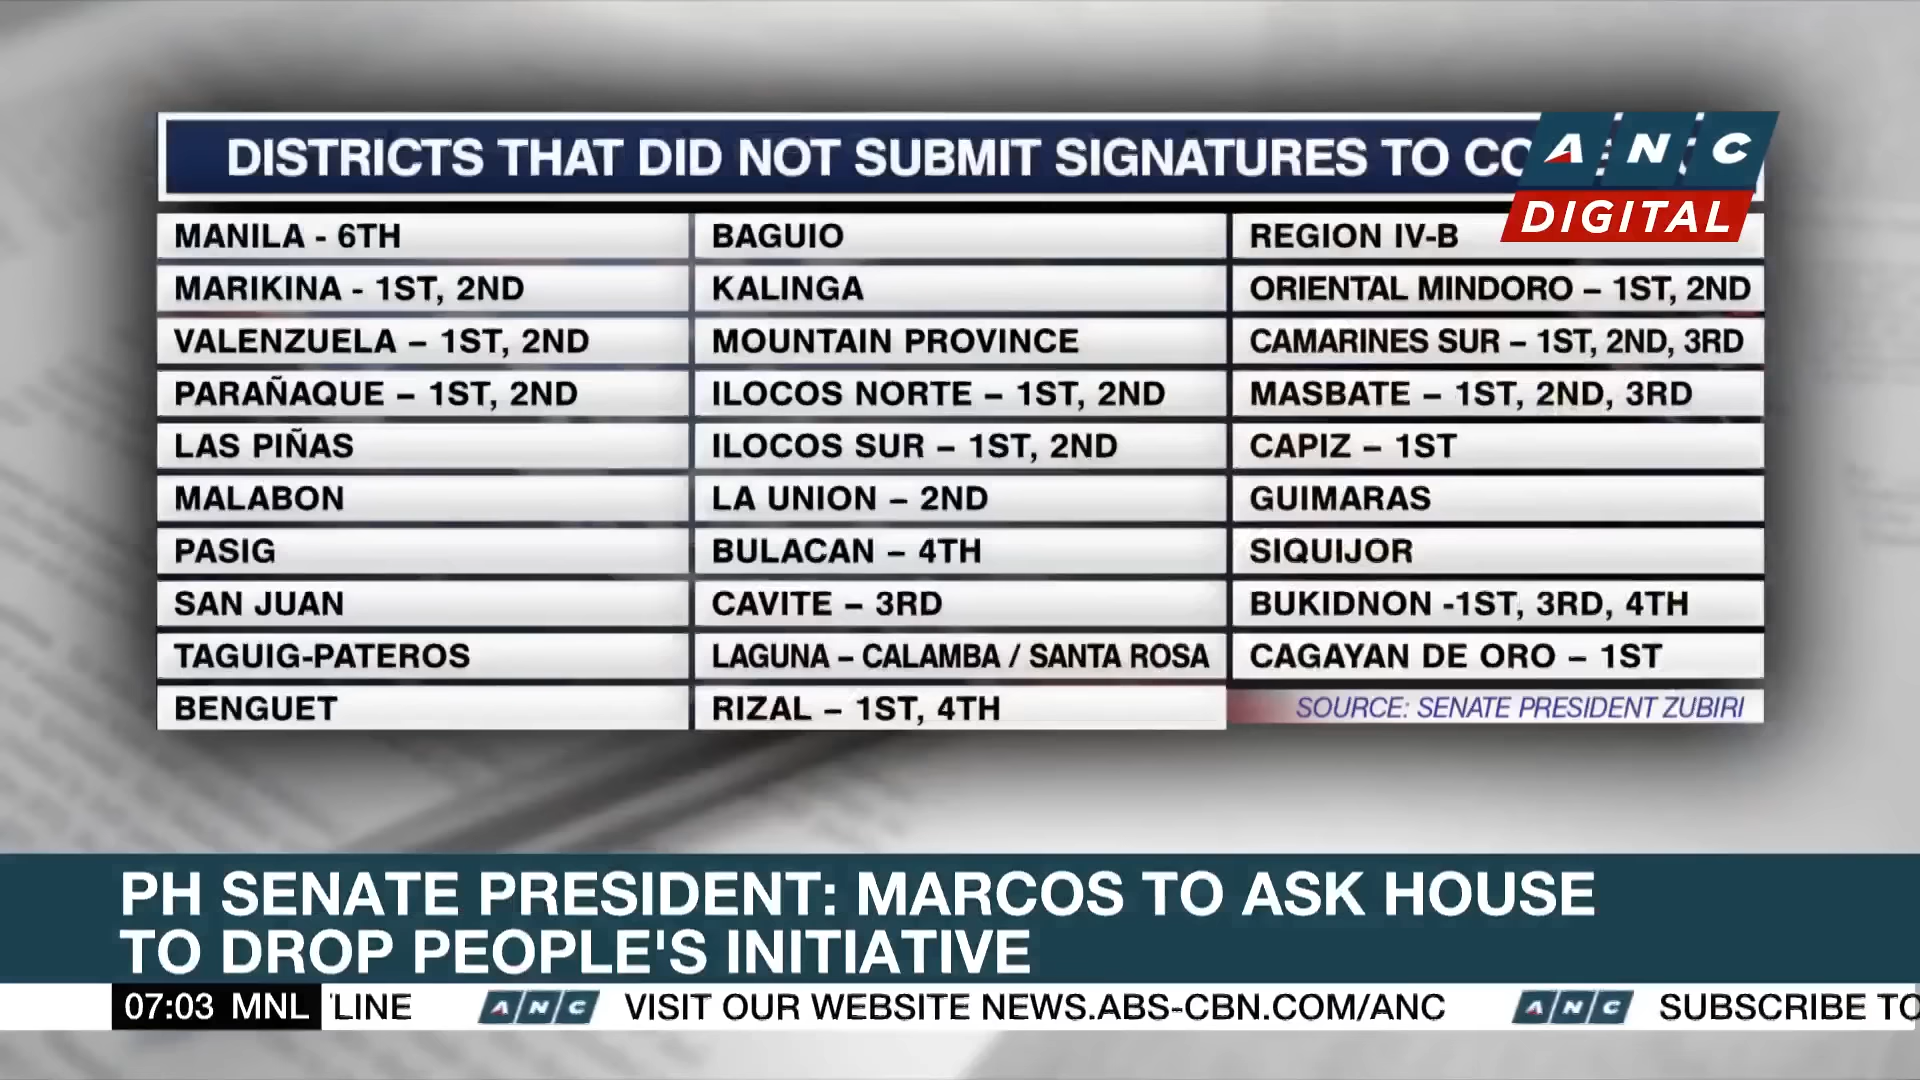 DISTRICTS THAT DID NOT SUBMIT SIGNATURES TO
ANC
DIGITAL
MANILA - 6TH
MARIKINA - 1ST, 2ND
VALENZUELA – 1ST, 2ND
PARAÑAQUE – 1ST, 2ND
LAS PIÑAS
MALABON
PASIG
SAN JUAN
TAGUIG-PATEROS
BENGUET
BAGUIO
KALINGA
MOUNTAIN PROVINCE
ILOCOS NORTE – 1ST, 2ND
ILOCOS SUR – 1ST, 2ND
LA UNION – 2ND
BULACAN – 4TH
CAVITE – 3RD
LAGUNA – CALAMBA / SANTA ROSA
RIZAL – 1ST, 4TH
REGION IV-B
ORIENTAL MINDORO – 1ST, 2ND
CAMARINES SUR – 1ST, 2ND, 3RD
MASBATE – 1ST, 2ND, 3RD
CAPIZ – 1ST
GUIMARAS
SIQUIJOR
BUKIDNON -1ST, 3RD, 4TH
CAGAYAN DE ORO – 1ST
SOURCE: SENATE PRESIDENT ZUBIRI
PH SENATE PRESIDENT: MARCOS TO ASK HOUSE
TO DROP PEOPLE'S INITIATIVE
07:03 MNL 'LINE ANC VISIT OUR WEBSITE NEWS.ABS-CBN.COM/ANC ANC SUBSCRIBE TO